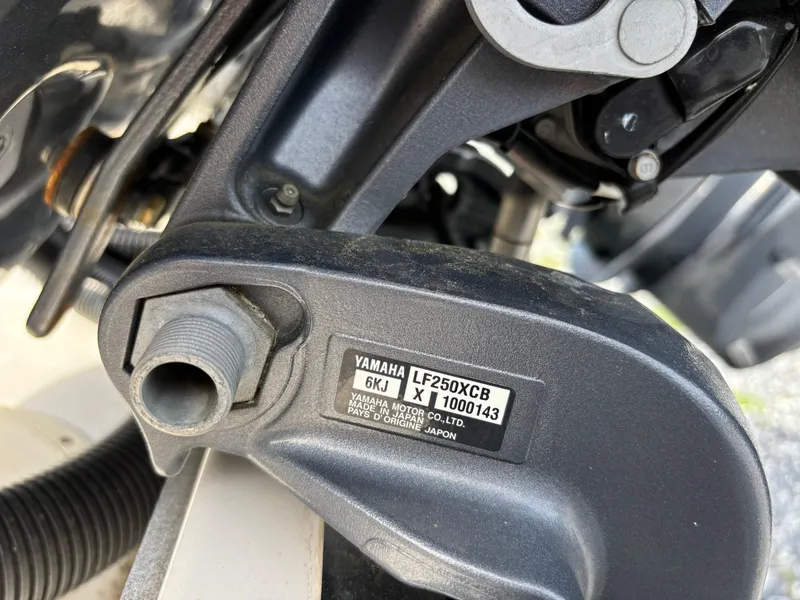 YAMAHA LF250XCB
6KJ X 1000143
YAMAHA MOTOR CO., LTD.
MADE IN JAPAN
PAYS D' ORIGINE JAPON